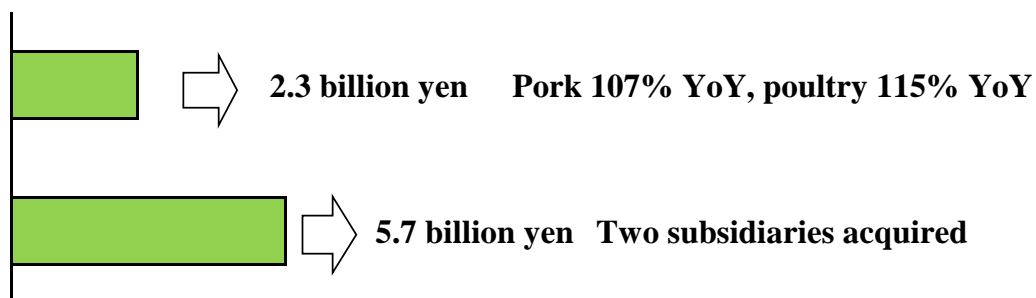 2.3 billion yen Pork 107% YoY, poultry 115% YoY
5.7 billion yen Two subsidiaries acquired